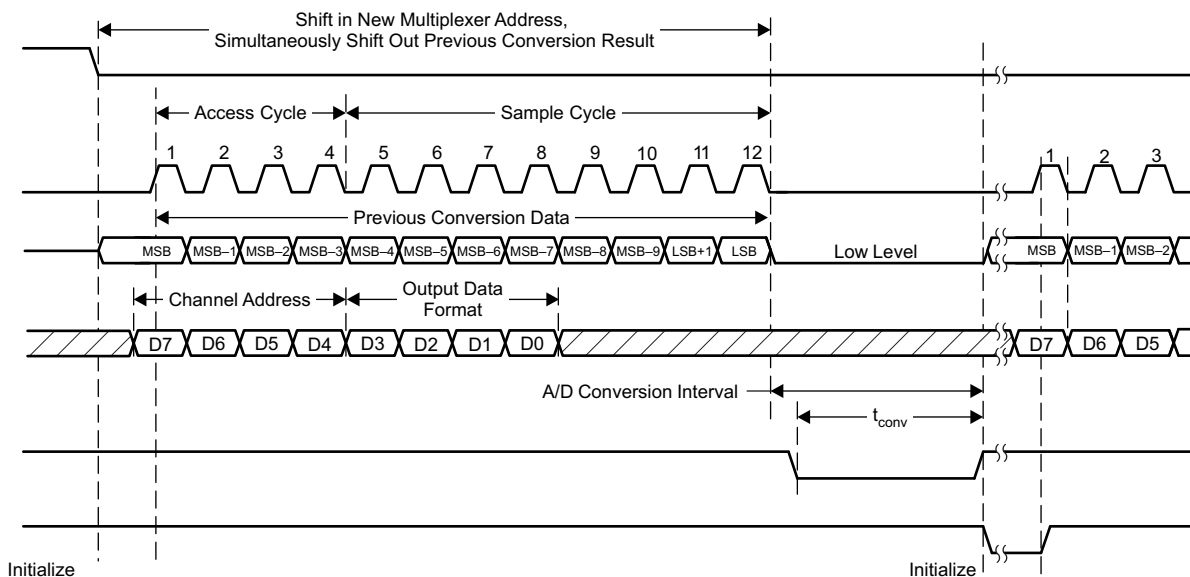 Shift in New Multiplexer Address,
Simultaneously Shift Out Previous Conversion Result
Access Cycle
Sample Cycle
1 2 3 4 5 6 7 8 9 10 11 12 1 2 3
Previous Conversion Data
MSB MSB–1 MSB–2 MSB–3 MSB–4 MSB–5 MSB–6 MSB–7 MSB–8 MSB–9 LSB+1 LSB Low Level MSB MSB–1 MSB–2
Channel Address
Output Data
Format
D7 D6 D5 D4 D3 D2 D1 D0 D7 D6 D5
A/D Conversion Interval
tconv
Initialize Initialize